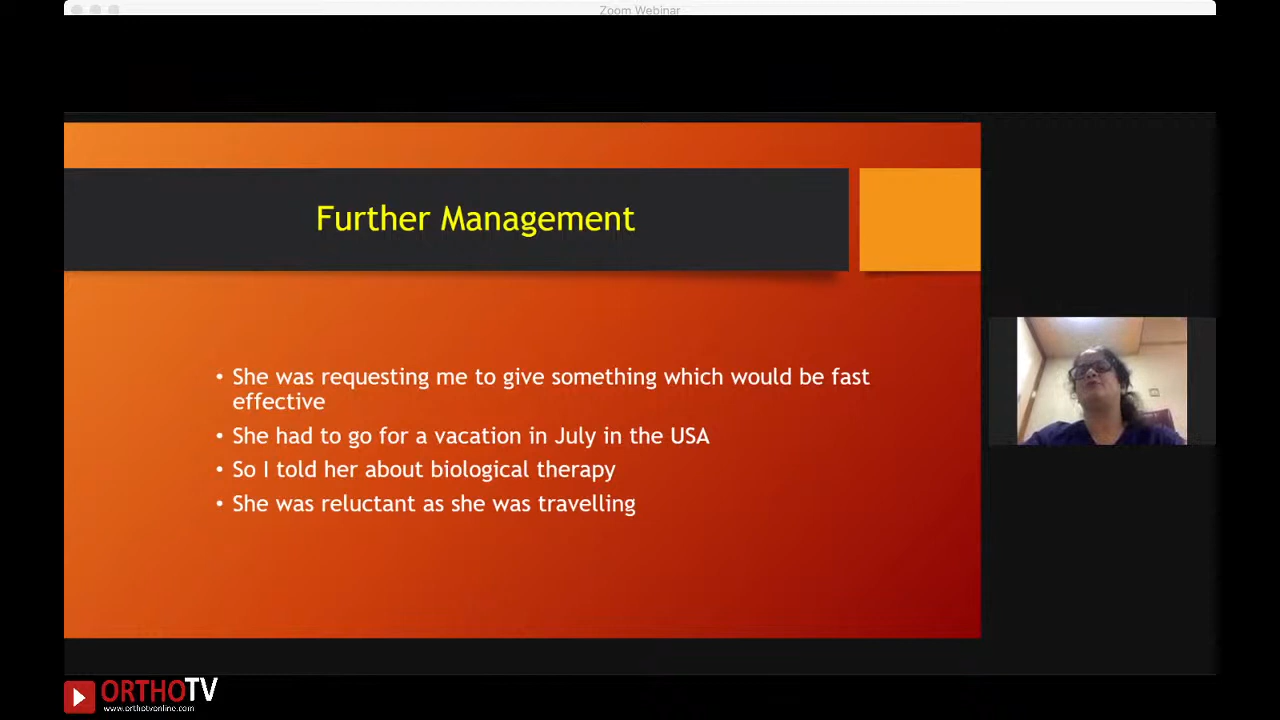 Zoom Webinar
Further Management
• She was requesting me to give something which would be fast
effective
• She had to go for a vacation in July in the USA
• So I told her about biological therapy
• She was reluctant as she was travelling
ORTHOTV
www.orthotvonline.com